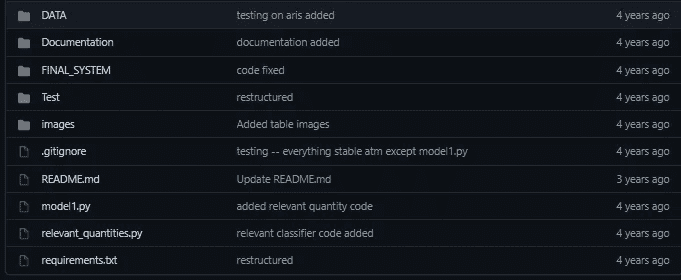 DATA testing on aris added 4 years ago
Documentation documentation added 4 years ago
FINAL_SYSTEM code fixed 4 years ago
Test restructured 4 years ago
images Added table images 4 years ago
.gitignore testing -- everything stable atm except model1.py 4 years ago
README.md Update README.md 3 years ago
model1.py added relevant quantity code 4 years ago
relevant_quantities.py relevant classifier code added 4 years ago
requirements.txt restructured 4 years ago